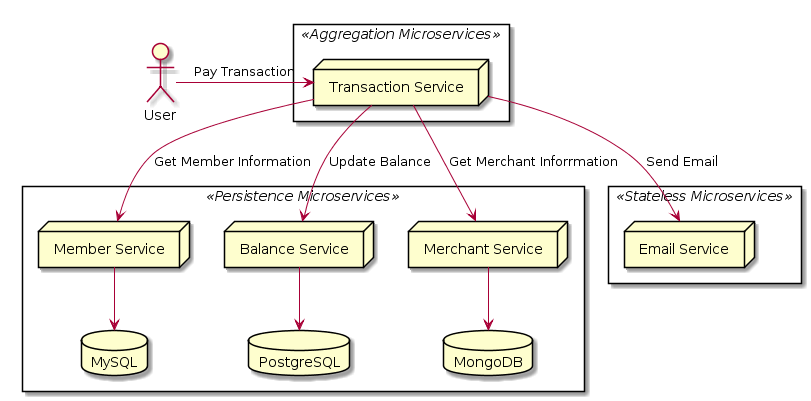 «Aggregation Microservices»
Pay Transaction
Transaction Service
User
Get Member Information
Update Balance
Get Merchant Inforrmation
Send Email
«Persistence Microservices»
«Stateless Microservices»
Member Service
Balance Service
Merchant Service
Email Service
MySQL
PostgreSQL
MongoDB